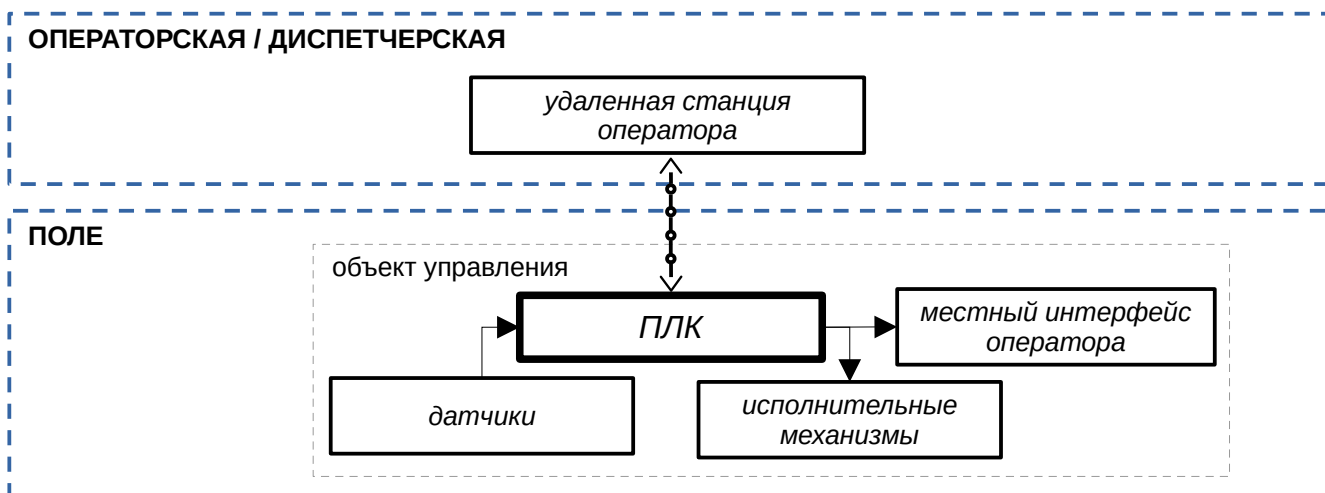 ОПЕРАТОРСКАЯ / ДИСПЕТЧЕРСКАЯ
удаленная станция
оператора
ПОЛЕ
объект управления
ПЛК
местный интерфейс
оператора
датчики
исполнительные
механизмы